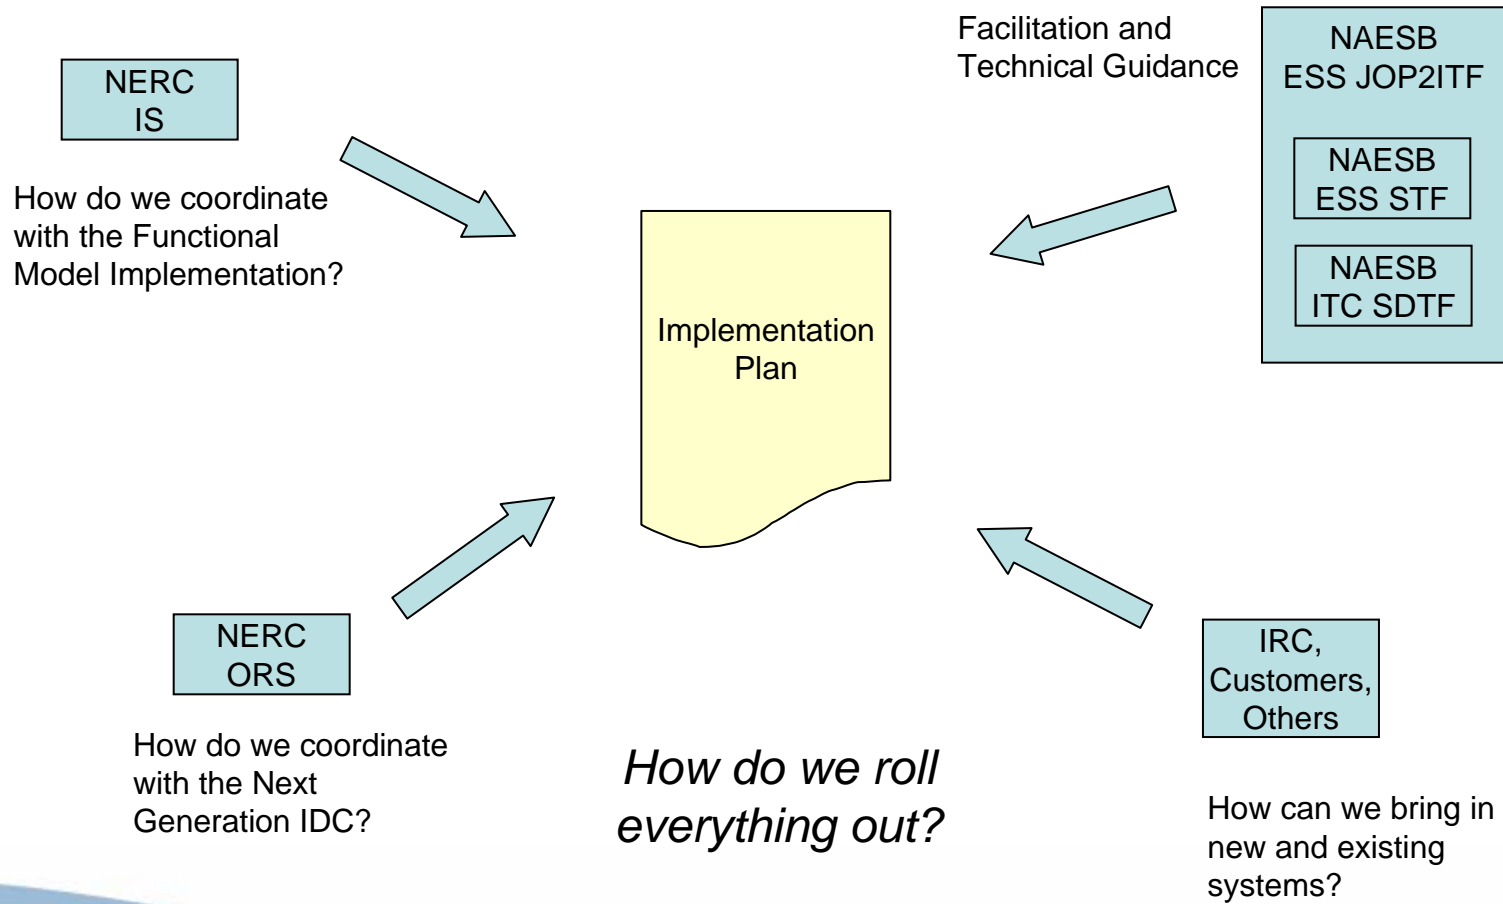 NERC
IS
How do we coordinate
with the Functional
Model Implementation?
Facilitation and
Technical Guidance
NAESB
ESS JOP2ITF
NAESB
ESS STF
NAESB
ITC SDTF
Implementation
Plan
NERC
ORS
How do we coordinate
with the Next
Generation IDC?
How do we roll
everything out?
IRC,
Customers,
Others
How can we bring in
new and existing
systems?